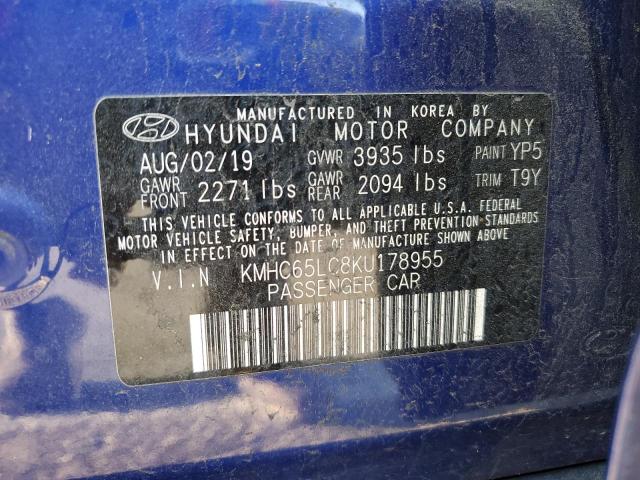 MANUFACTURED IN KOREA BY
HYUNDAI MOTOR COMPANY
AUG/02/19 GVWR 3935 lbs PAINT YP5
GAWR FRONT 2271 lbs GAWR REAR 2094 lbs TRIM T9Y
THIS VEHICLE CONFORMS TO ALL APPLICABLE U.S.A. FEDERAL
MOTOR VEHICLE SAFETY, BUMPER, AND THEFT PREVENTION STANDARDS
IN EFFECT ON THE DATE OF MANUFACTURE SHOWN ABOVE
V.I.N KMHC65LC8KU178955
PASSENGER CAR